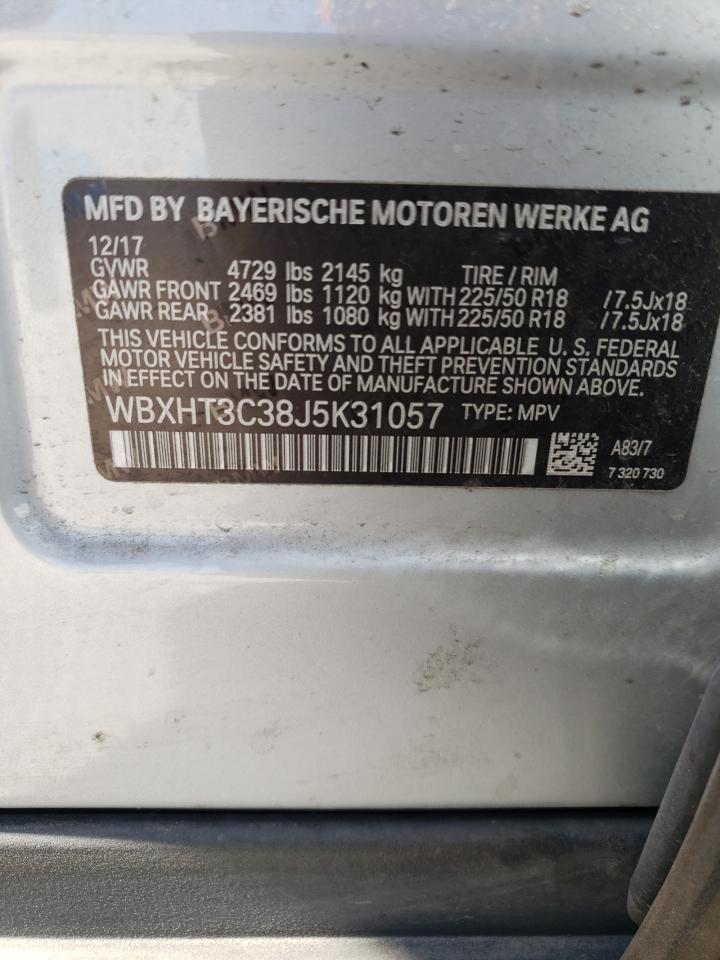 MFD BY BAYERISCHE MOTOREN WERKE AG
12/17
GVWR 4729 lbs 2145 kg TIRE / RIM
GAWR FRONT 2469 lbs 1120 kg WITH 225/50 R18 /7.5Jx18
GAWR REAR 2381 lbs 1080 kg WITH 225/50 R18 /7.5Jx18
THIS VEHICLE CONFORMS TO ALL APPLICABLE U. S. FEDERAL
MOTOR VEHICLE SAFETY AND THEFT PREVENTION STANDARDS
IN EFFECT ON THE DATE OF MANUFACTURE SHOWN ABOVE.
WBXHT3C38J5K31057 TYPE: MPV
A83/7
7 320 730